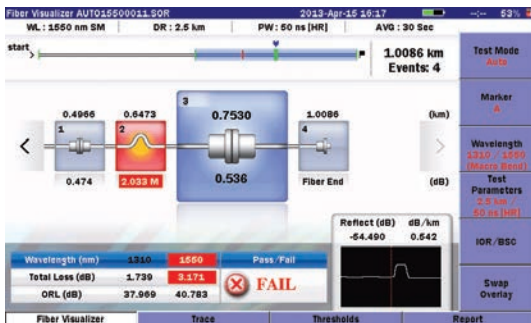 Fiber Visualizer AUTO15500011.SOR 2013-Apr-15 16:17 --:-- 53%
WL : 1550 nm SM DR : 2.5 km PW : 50 ns [HR] AVG : 30 Sec
start
1.0086 km
Events: 4
0.4966 0.6473 0.7530 1.0086 (km)
1 2 3 4
0.474 2.033 M 0.536 Fiber End (dB)
Reflect (dB) dB/km
-54.490 0.542
Wavelength (nm) 1310 1550 Pass/Fail
Total Loss (dB) 1.739 3.171 FAIL
ORL (dB) 37.969 40.783
Test Mode
Auto
Marker
A
Wavelength
1310 / 1550
(Macro Bend)
Test
Parameters
2.5 km /
50 ns [HR]
IOR/BSC
Swap
Overlay
Fiber Visualizer Trace Thresholds Report